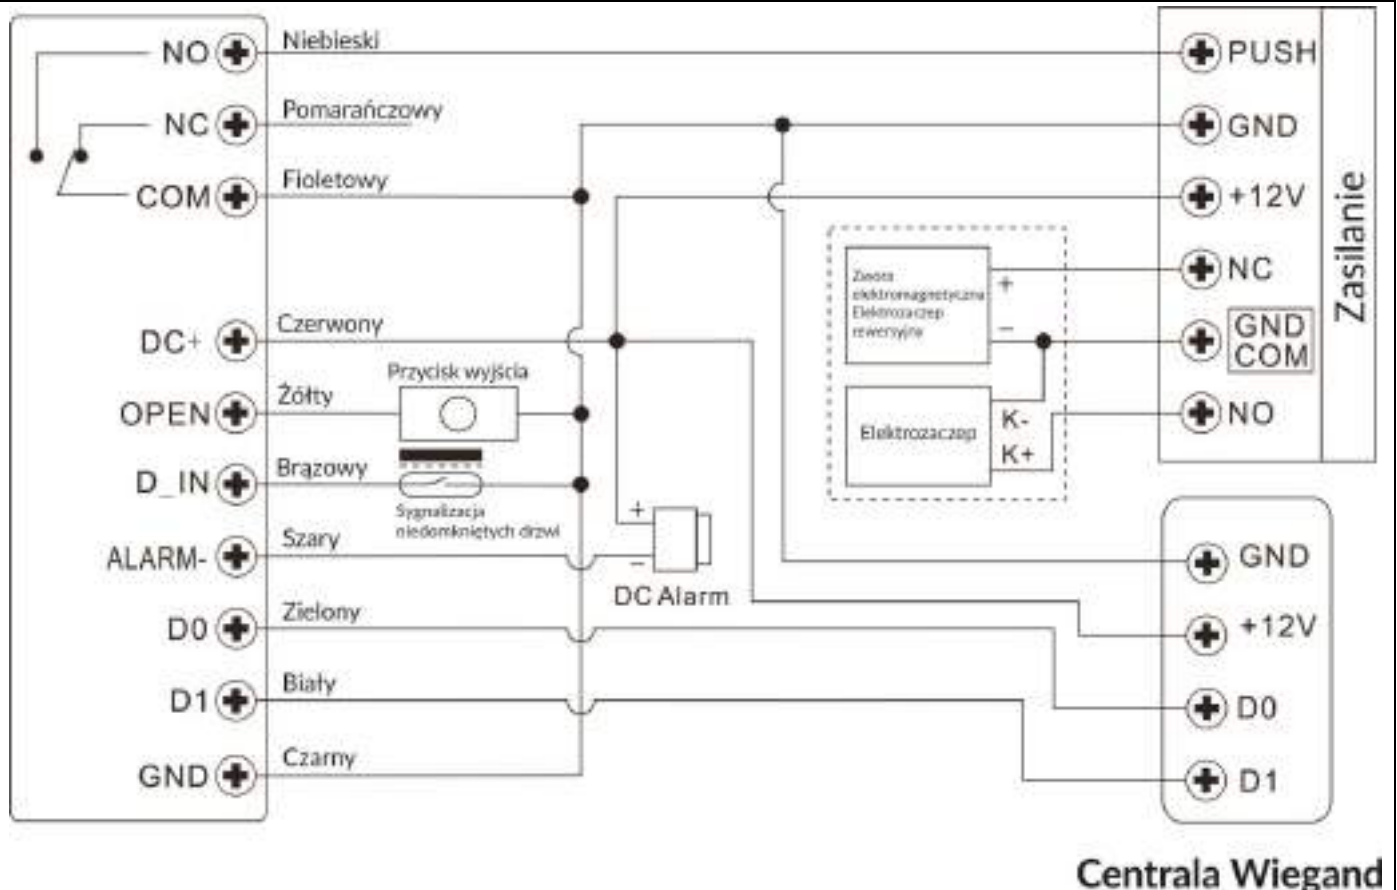 NO
Niebieski
PUSH
NC
Pomarańczowy
GND
COM
Fioletowy
+12V
Zwora
elektromagnetyczna
Elektrozaczep
rewersyjny
+
−
NC
Zasilanie
DC+
Czerwony
GND
COM
Przycisk wyjścia
OPEN
Żółty
Elektrozaczep
K-
K+
NO
D_IN
Brązowy
Sygnalizacja
niedomkniętych drzwi
+
−
DC Alarm
ALARM-
Szary
GND
D0
Zielony
+12V
D1
Biały
D0
GND
Czarny
D1
Centrala Wiegand